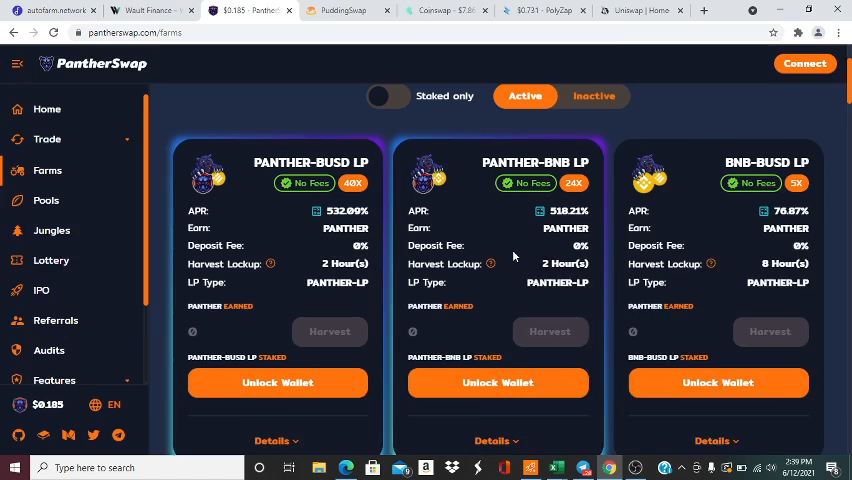 autofarm.network
Wault Finance –
$0.185 - PantherS
PuddingSwap
Coinswap - $7.86
$0.731 - PolyZap
Uniswap | Home
pantherswap.com/farms
PantherSwap
Connect
Staked only
Active
Inactive
Home
Trade
Farms
Pools
Jungles
Lottery
IPO
Referrals
Audits
Features
$0.185
EN
PANTHER-BUSD LP
No Fees
40X
APR:
532.09%
Earn:
PANTHER
Deposit Fee:
0%
Harvest Lockup:
2 Hour(s)
LP Type:
PANTHER-LP
PANTHER EARNED
0
Harvest
PANTHER-BUSD LP STAKED
Unlock Wallet
Details
PANTHER-BNB LP
No Fees
24X
APR:
518.21%
Earn:
PANTHER
Deposit Fee:
0%
Harvest Lockup:
2 Hour(s)
LP Type:
PANTHER-LP
PANTHER EARNED
0
Harvest
PANTHER-BNB LP STAKED
Unlock Wallet
Details
BNB-BUSD LP
No Fees
5X
APR:
76.87%
Earn:
PANTHER
Deposit Fee:
0%
Harvest Lockup:
8 Hour(s)
LP Type:
PANTHER-LP
PANTHER EARNED
0
Harvest
BNB-BUSD LP STAKED
Unlock Wallet
Details
Type here to search
2:39 PM
6/12/2021